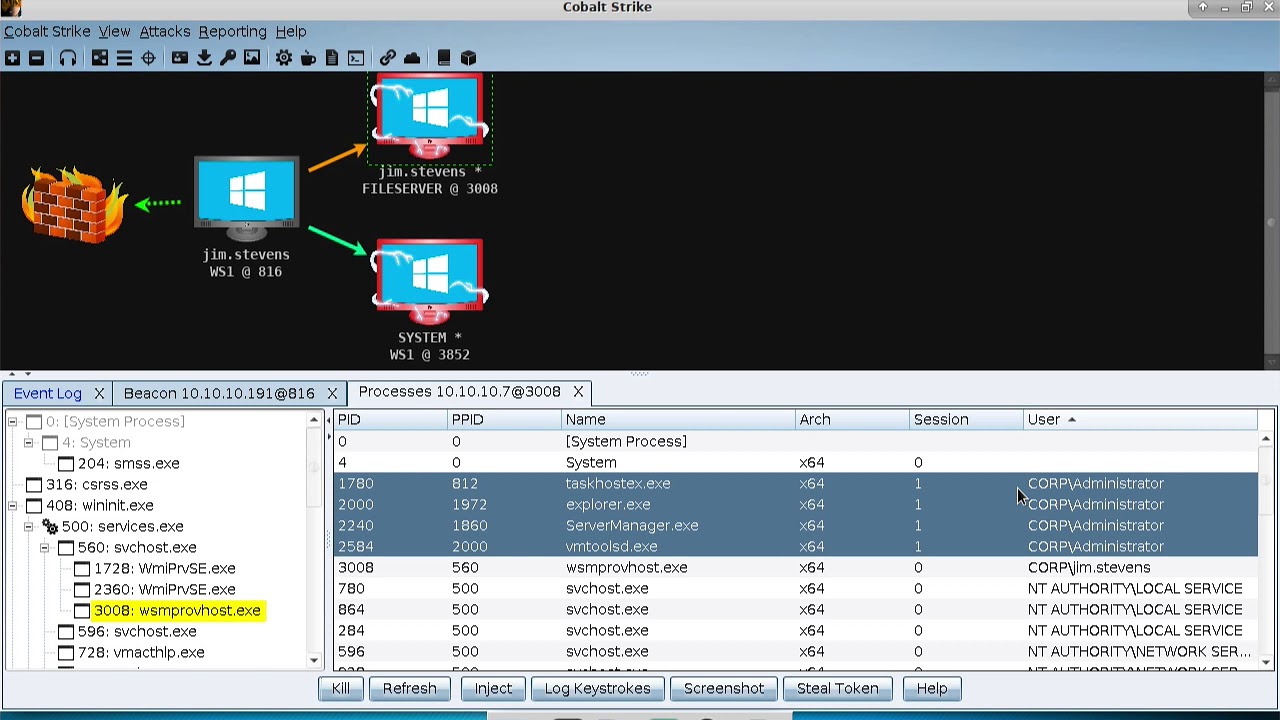 Cobalt Strike
Cobalt Strike View Attacks Reporting Help
jim.stevens *
FILESERVER @ 3008
jim.stevens
WS1 @ 816
SYSTEM *
WS1 @ 3852
Event Log X Beacon 10.10.10.191@816 X Processes 10.10.10.7@3008 X
0: [System Process]
4: System
204: smss.exe
316: csrss.exe
408: wininit.exe
500: services.exe
560: svchost.exe
1728: WmiPrvSE.exe
2360: WmiPrvSE.exe
3008: wsmprovhost.exe
596: svchost.exe
728: vmacthlp.exe
PID PPID Name Arch Session User
0 0 [System Process]
4 0 System x64 0
1780 812 taskhostex.exe x64 1 CORP\Administrator
2000 1972 explorer.exe x64 1 CORP\Administrator
2240 1860 ServerManager.exe x64 1 CORP\Administrator
2584 2000 vmtoolsd.exe x64 1 CORP\Administrator
3008 560 wsmprovhost.exe x64 0 CORP\jim.stevens
780 500 svchost.exe x64 0 NT AUTHORITY\LOCAL SERVICE
864 500 svchost.exe x64 0 NT AUTHORITY\LOCAL SERVICE
284 500 svchost.exe x64 0 NT AUTHORITY\LOCAL SERVICE
596 500 svchost.exe x64 0 NT AUTHORITY\NETWORK SER...
Kill Refresh Inject Log Keystrokes Screenshot Steal Token Help